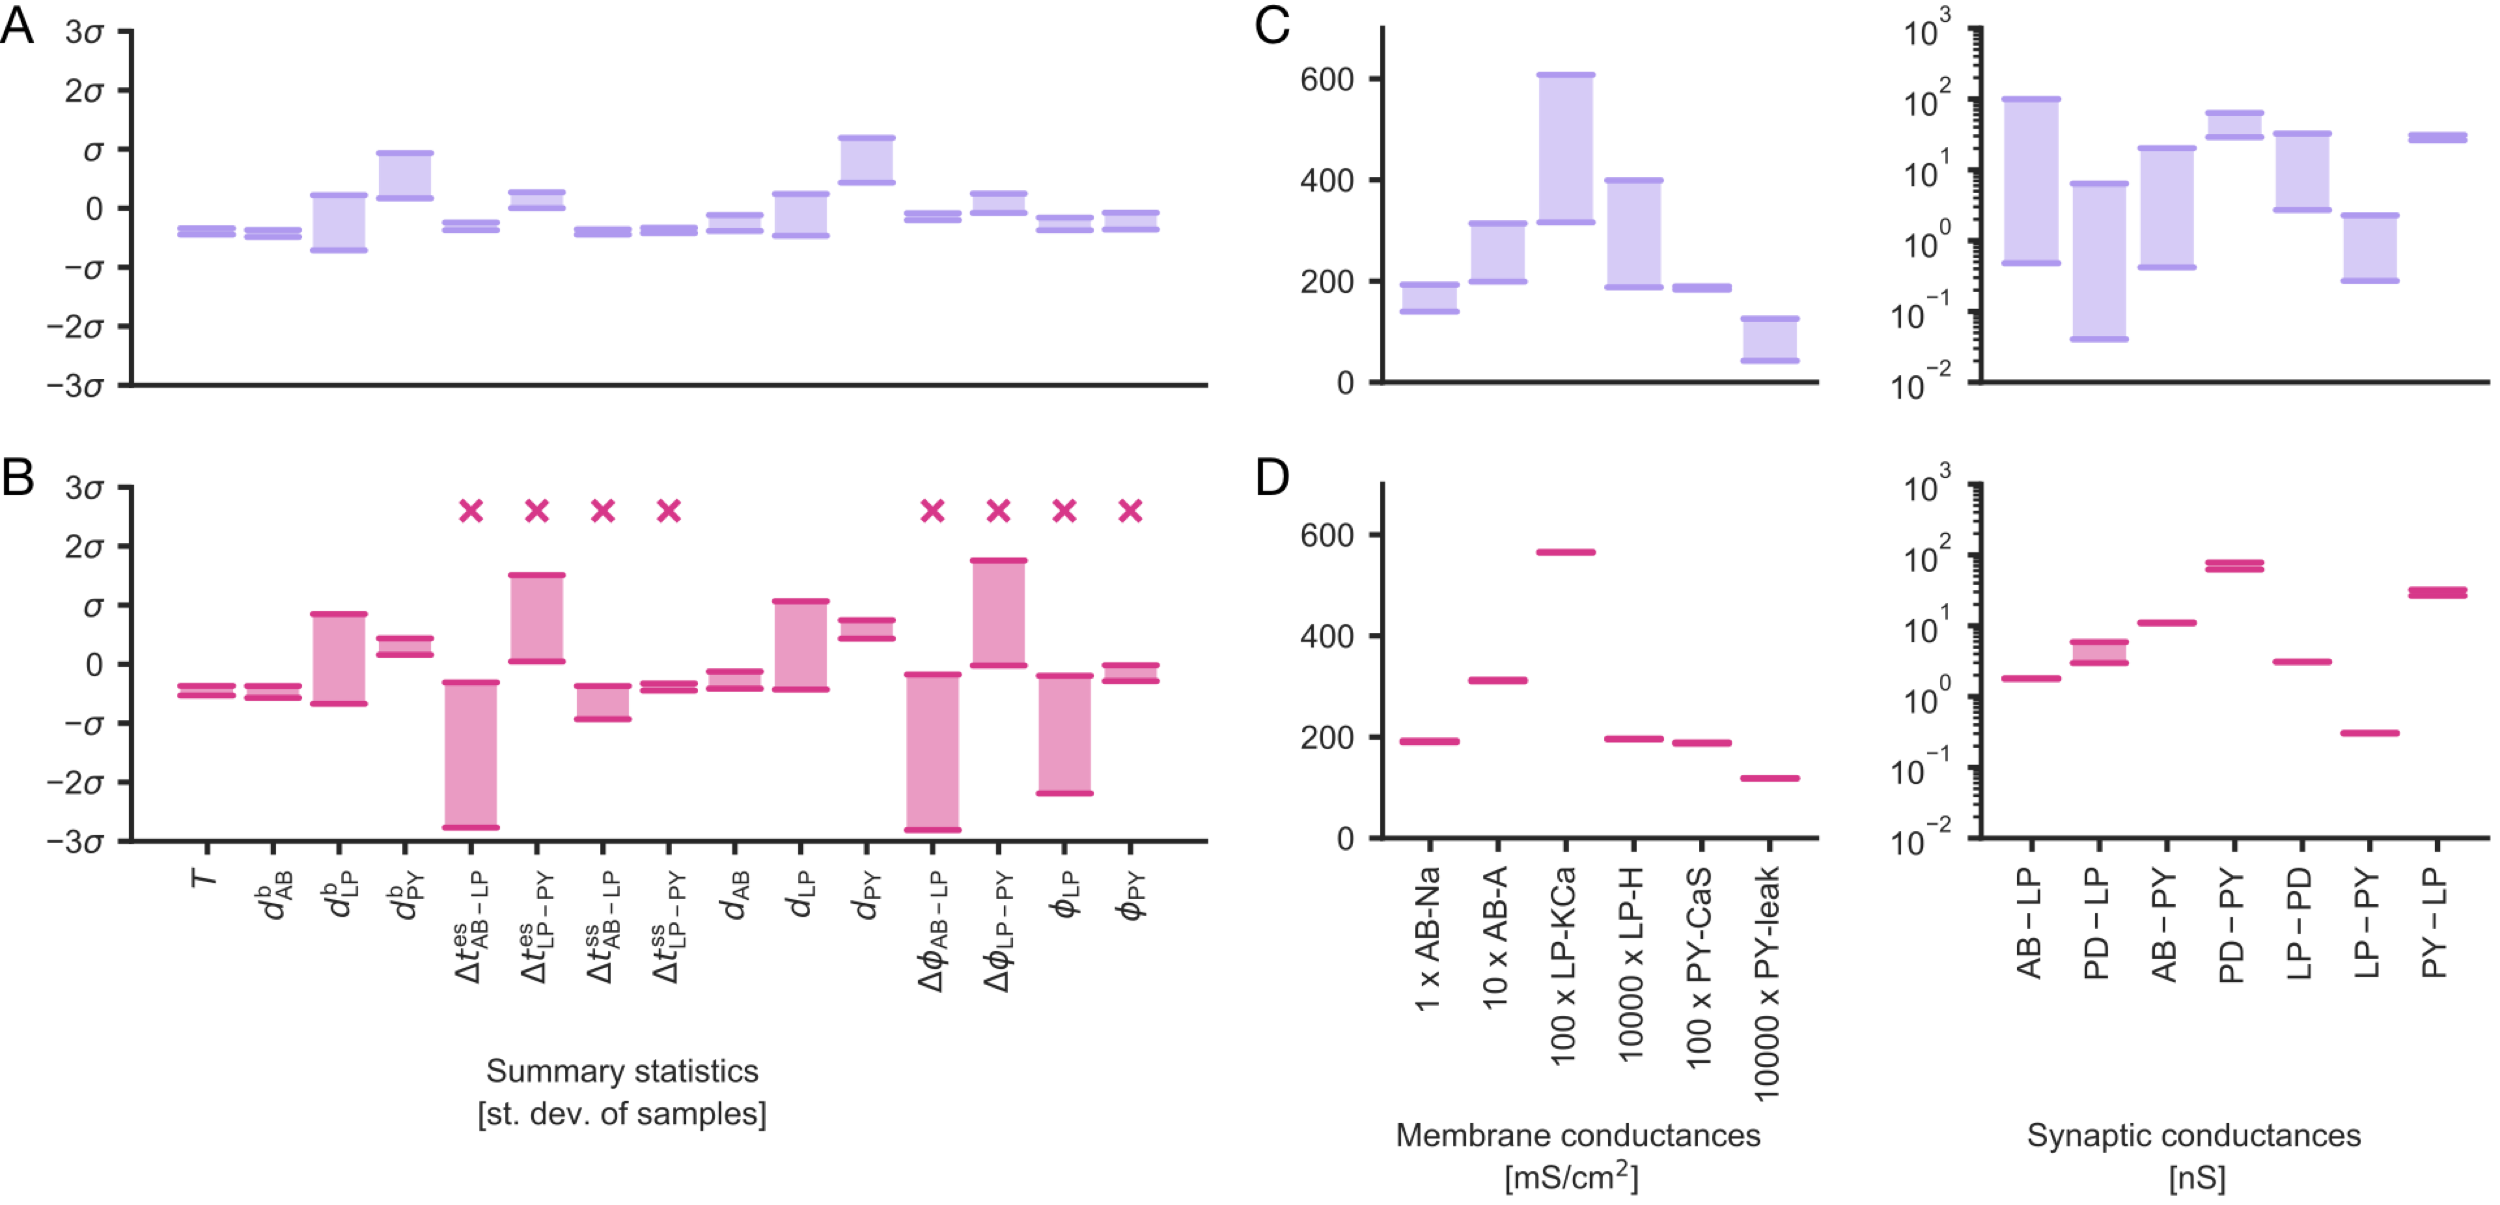 A
3σ
2σ
σ
0
−σ
−2σ
−3σ
B
3σ
2σ
σ
0
−σ
−2σ
−3σ
T
d^b_AB
d^b_LP
d^b_PY
Δt^es_AB−LP
Δt^es_LP−PY
Δt^ss_AB−LP
Δt^ss_LP−PY
d_AB
d_LP
d_PY
Δϕ_AB−LP
Δϕ_LP−PY
ϕ_LP
ϕ_PY
Summary statistics
[st. dev. of samples]
C
600
400
200
0
10^3
10^2
10^1
10^0
10^−1
10^−2
D
600
400
200
0
1 x AB-Na
10 x AB-A
100 x LP-KCa
10000 x LP-H
100 x PY-CaS
10000 x PY-leak
Membrane conductances
[mS/cm^2]
10^3
10^2
10^1
10^0
10^−1
10^−2
AB−LP
PD−LP
AB−PY
PD−PY
LP−PD
LP−PY
PY−LP
Synaptic conductances
[nS]